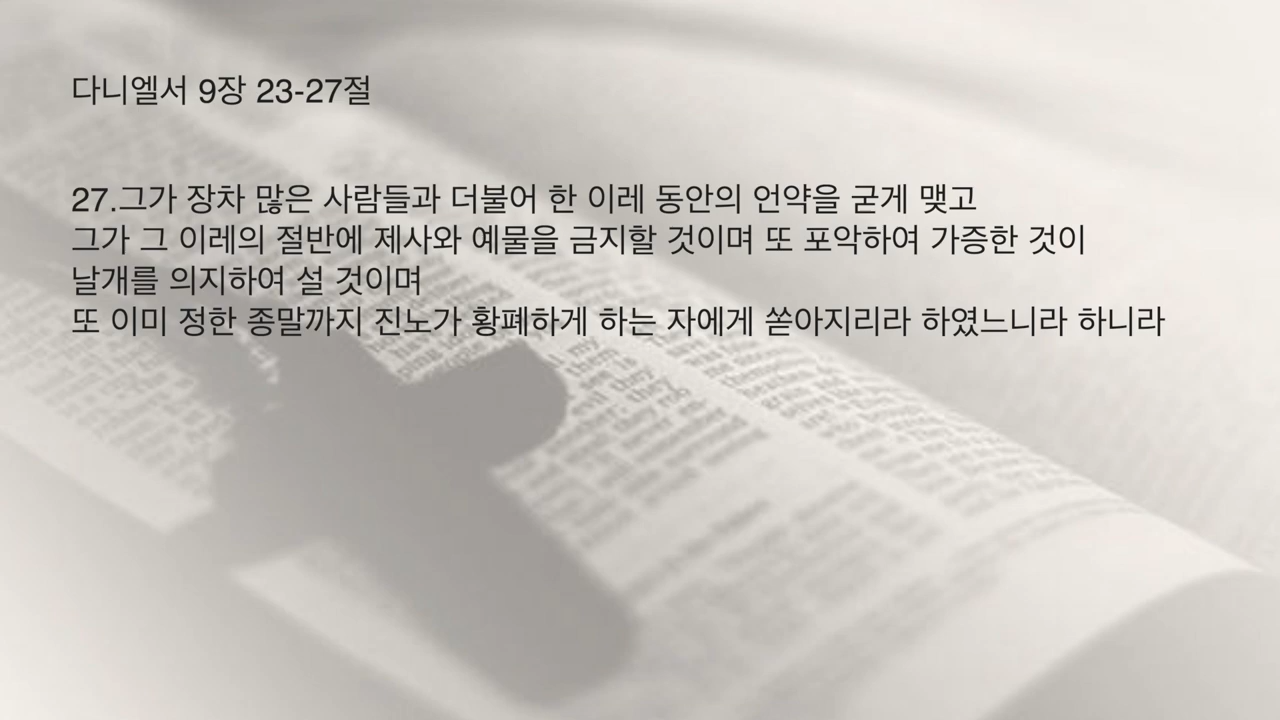 다니엘서 9장 23-27절
27.그가 장차 많은 사람들과 더불어 한 이레 동안의 언약을 굳게 맺고
그가 그 이레의 절반에 제사와 예물을 금지할 것이며 또 포악하여 가증한 것이
날개를 의지하여 설 것이며
또 이미 정한 종말까지 진노가 황폐하게 하는 자에게 쏟아지리라 하였느니라 하니라